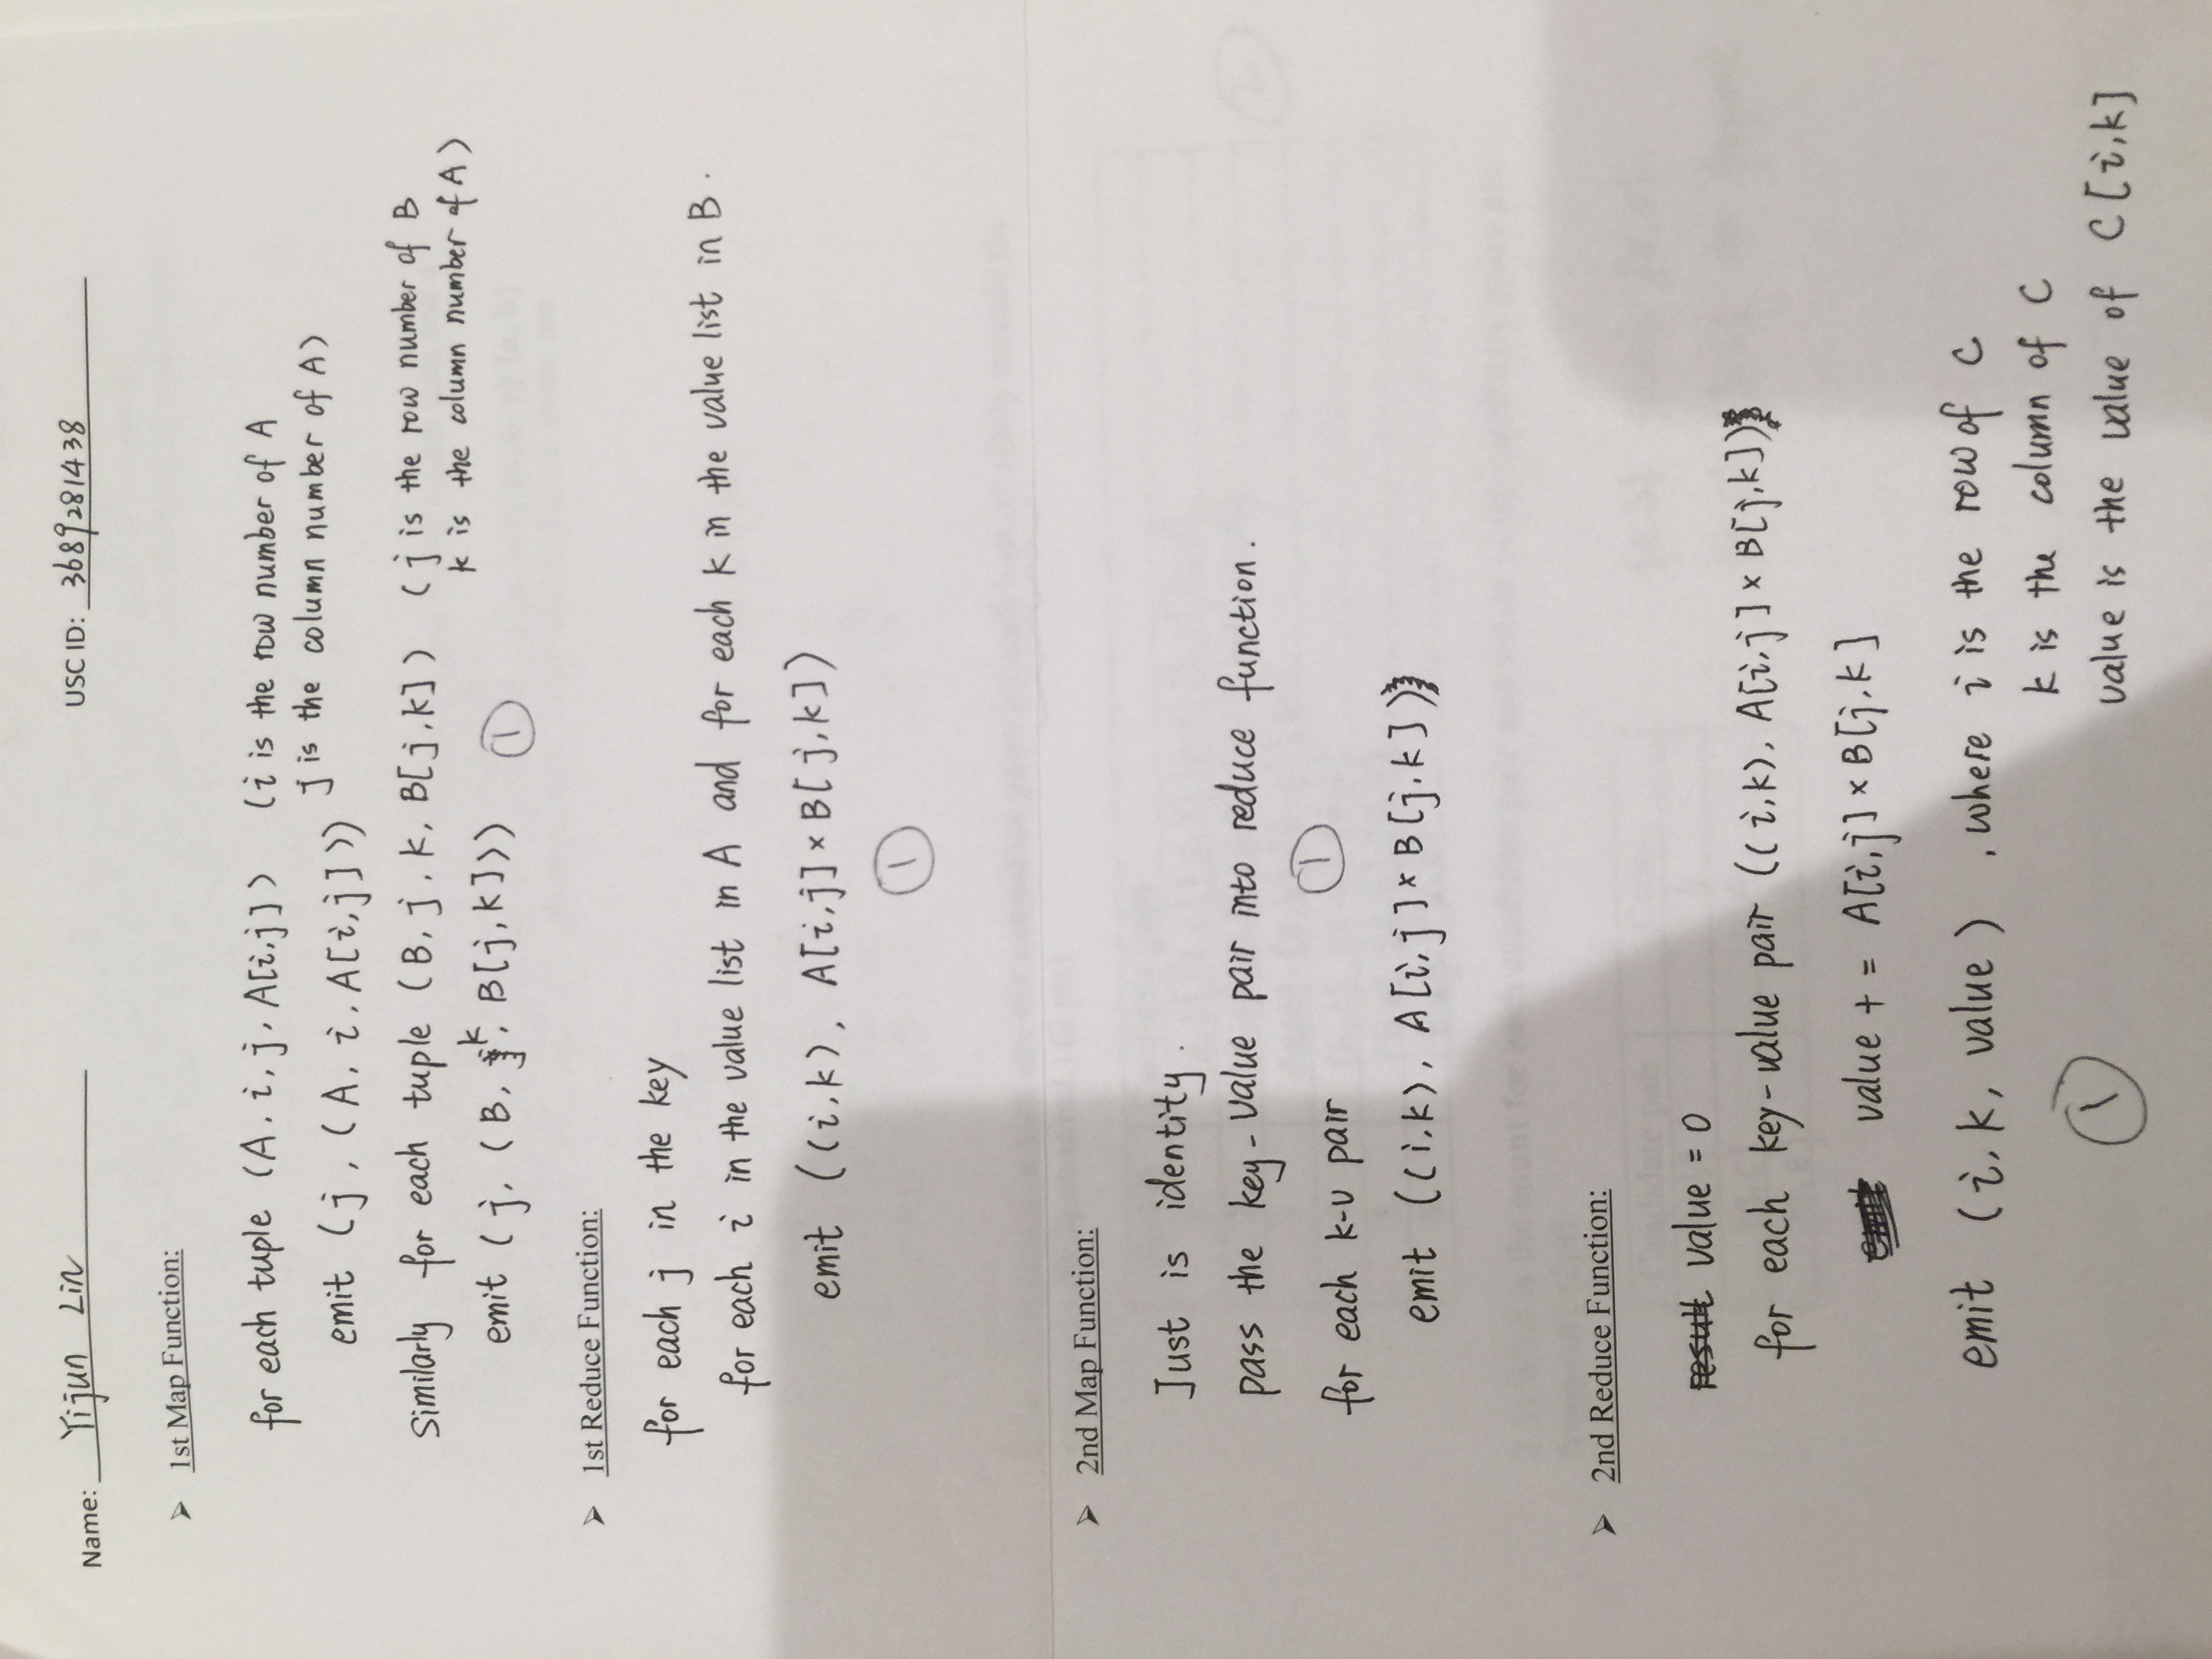 Name: Yijun Lin USC ID: 3689281438
➤ 1st Map Function:
for each tuple (A, i, j, A[i,j]) (i is the row number of A
j is the column number of A)
emit (j, (A, i, A[i,j]))
Similarly for each tuple (B, j, k, B[j,k]) (j is the row number of B
k is the column number of A)
emit (j, (B, k, B[j,k])) ①
➤ 1st Reduce Function:
for each j in the key
for each i in the value list in A and for each k in the value list in B.
emit ((i,k), A[i,j] × B[j,k])
①
➤ 2nd Map Function:
Just is identity.
pass the key-value pair into reduce function.
①
for each k-v pair
emit ((i,k), A[i,j] × B[j,k])
➤ 2nd Reduce Function:
result value = 0
for each key-value pair ((i,k), A[i,j] × B[j,k])
emit value + = A[i,j] × B[j,k]
emit (i, k, value), where i is the row of C
k is the column of C
①
value is the value of C[i,k]